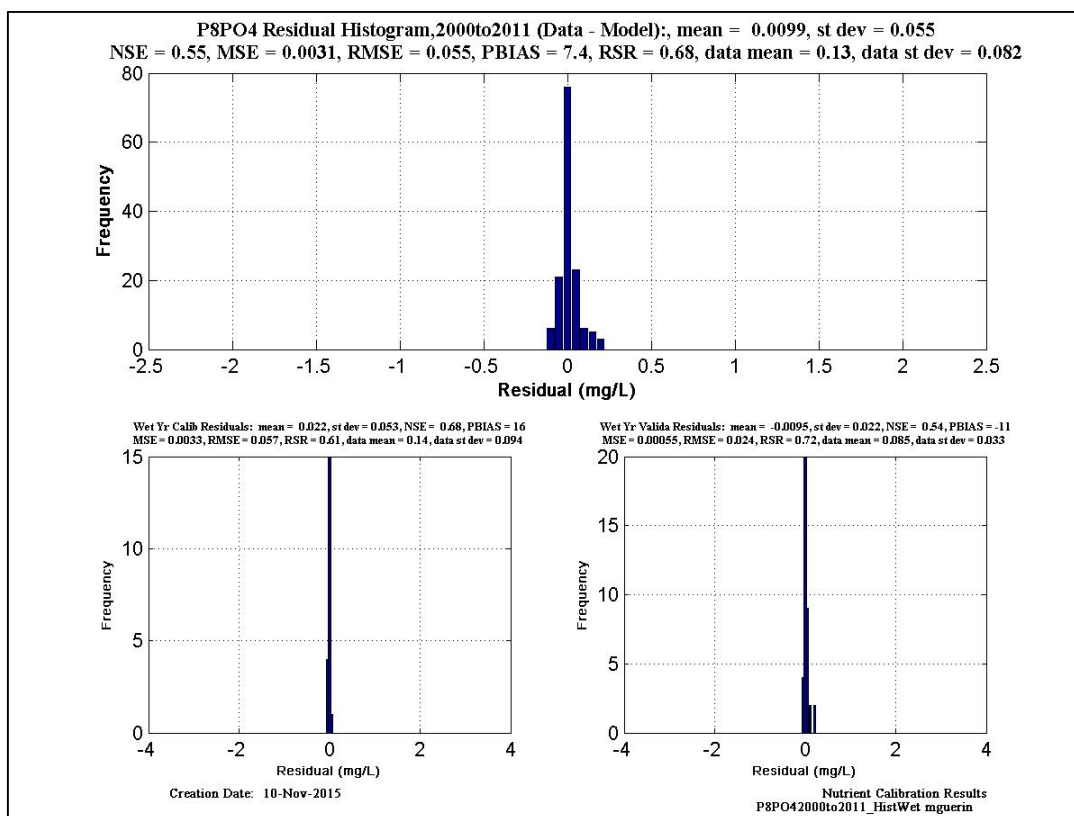 P8PO4 Residual Histogram,2000to2011 (Data - Model):, mean = 0.0099, st dev = 0.055
NSE = 0.55, MSE = 0.0031, RMSE = 0.055, PBIAS = 7.4, RSR = 0.68, data mean = 0.13, data st dev = 0.082
80
60
40
20
0
Frequency
-2.5 -2 -1.5 -1 -0.5 0 0.5 1 1.5 2 2.5
Residual (mg/L)
Wet Yr Calib Residuals: mean = 0.022, st dev = 0.053, NSE = 0.68, PBIAS = 16
MSE = 0.0033, RMSE = 0.057, RSR = 0.61, data mean = 0.14, data st dev = 0.094
15
10
5
0
Frequency
-4 -2 0 2 4
Residual (mg/L)
Wet Yr Valida Residuals: mean = -0.0095, st dev = 0.022, NSE = 0.54, PBIAS = -11
MSE = 0.00055, RMSE = 0.024, RSR = 0.72, data mean = 0.085, data st dev = 0.033
20
15
10
5
0
Frequency
-4 -2 0 2 4
Residual (mg/L)
Creation Date: 10-Nov-2015
Nutrient Calibration Results
P8PO42000to2011_HistWet mguerin